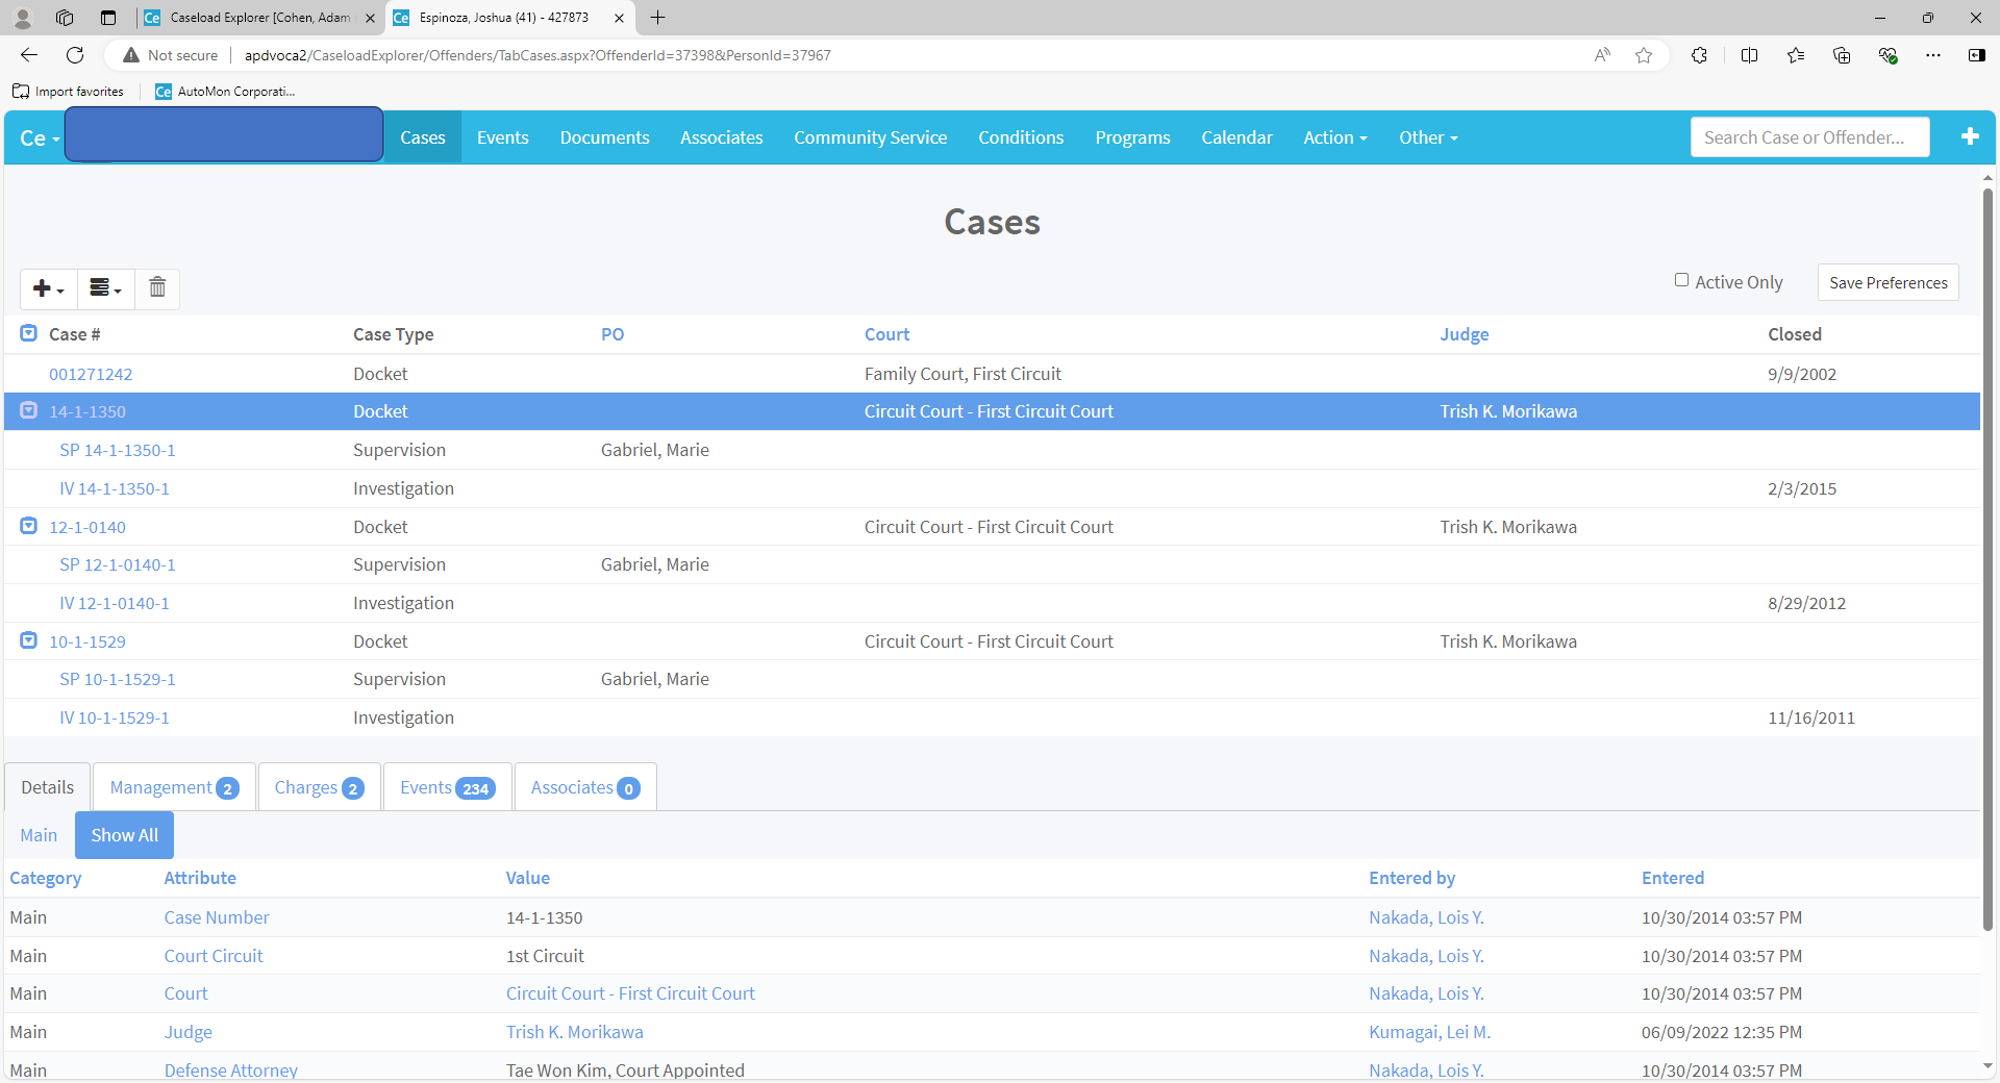 Caseload Explorer [Cohen, Adam
Espinoza, Joshua (41) - 427873
Not secure apdvoca2/CaseloadExplorer/Offenders/TabCases.aspx?OffenderId=37398&PersonId=37967
Import favorites Ce AutoMon Corporati...
Ce Cases Events Documents Associates Community Service Conditions Programs Calendar Action Other Search Case or Offender...
Cases
Active Only Save Preferences
Case # Case Type PO Court Judge Closed
001271242 Docket Family Court, First Circuit 9/9/2002
14-1-1350 Docket Circuit Court - First Circuit Court Trish K. Morikawa
SP 14-1-1350-1 Supervision Gabriel, Marie
IV 14-1-1350-1 Investigation 2/3/2015
12-1-0140 Docket Circuit Court - First Circuit Court Trish K. Morikawa
SP 12-1-0140-1 Supervision Gabriel, Marie
IV 12-1-0140-1 Investigation 8/29/2012
10-1-1529 Docket Circuit Court - First Circuit Court Trish K. Morikawa
SP 10-1-1529-1 Supervision Gabriel, Marie
IV 10-1-1529-1 Investigation 11/16/2011
Details Management 2 Charges 2 Events 234 Associates 0
Main Show All
Category Attribute Value Entered by Entered
Main Case Number 14-1-1350 Nakada, Lois Y. 10/30/2014 03:57 PM
Main Court Circuit 1st Circuit Nakada, Lois Y. 10/30/2014 03:57 PM
Main Court Circuit Court - First Circuit Court Nakada, Lois Y. 10/30/2014 03:57 PM
Main Judge Trish K. Morikawa Kumagai, Lei M. 06/09/2022 12:35 PM
Main Defense Attorney Tae Won Kim, Court Appointed Nakada, Lois Y. 10/30/2014 03:57 PM